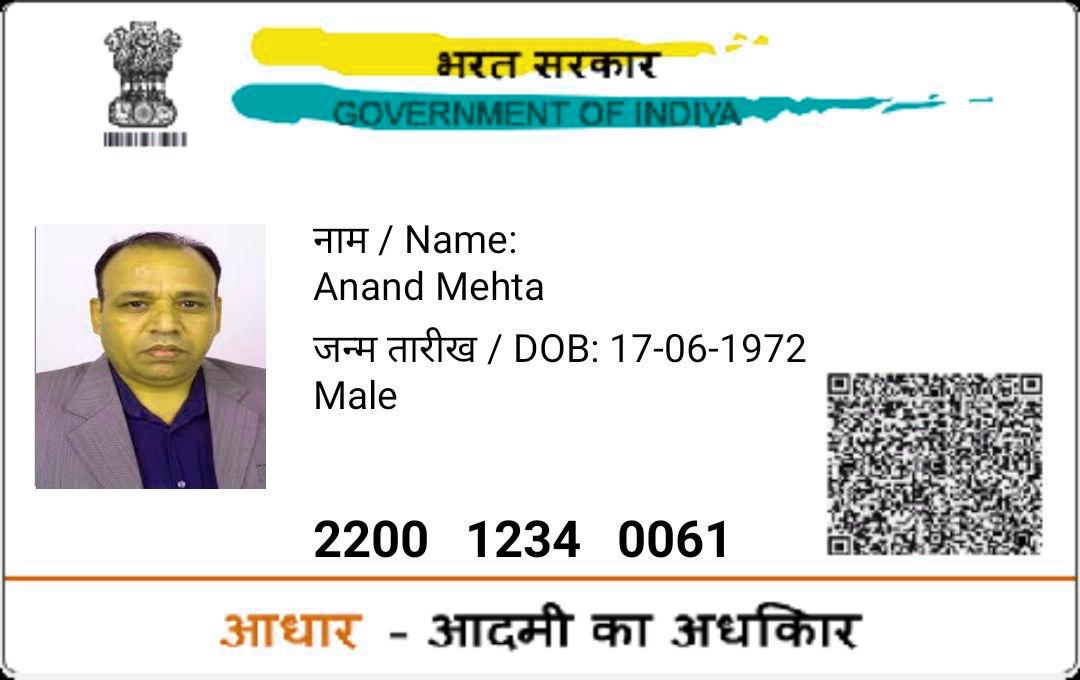 भरत सरकार
GOVERNMENT OF INDIYA
नाम / Name:
Anand Mehta
जन्म तारीख / DOB: 17-06-1972
Male
2200 1234 0061
आधार - आदमी का अधिकार